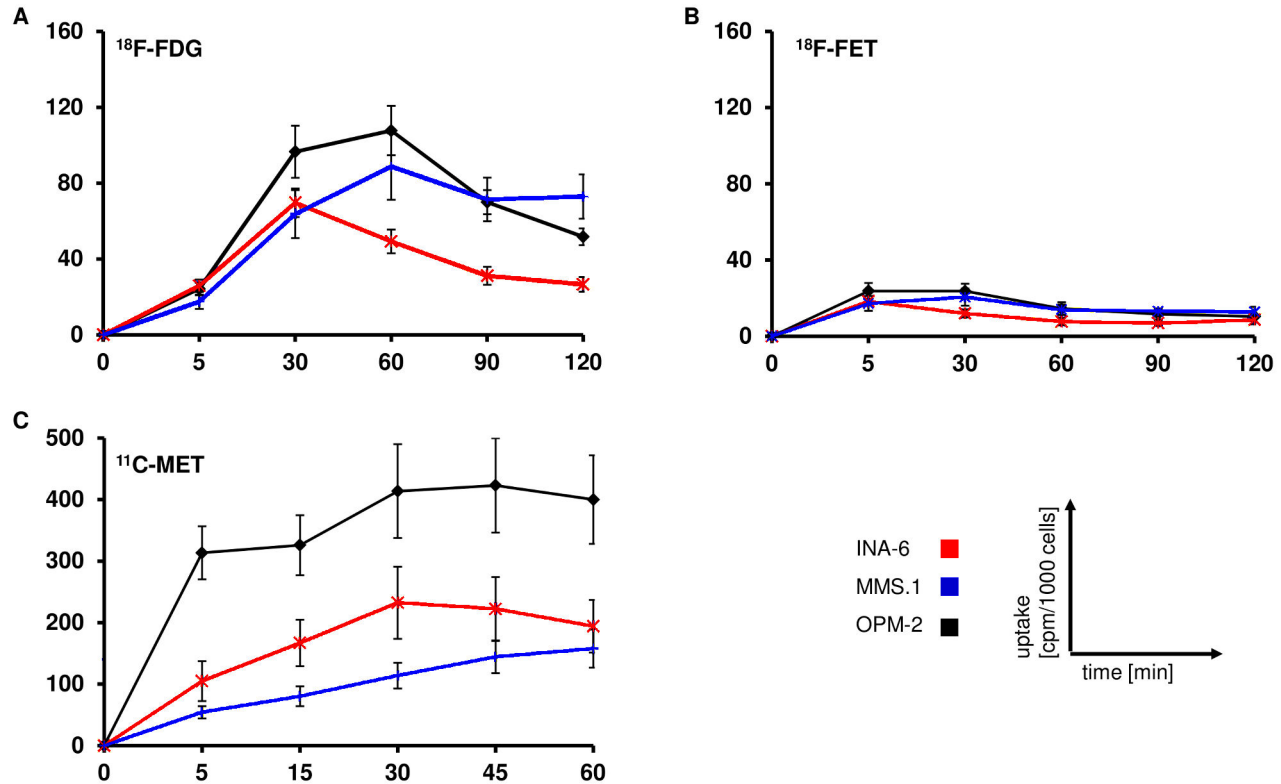 A
¹⁸F-FDG
160
120
80
40
0
0 5 30 60 90 120
B
¹⁸F-FET
160
120
80
40
0
0 5 30 60 90 120
C
¹¹C-MET
500
400
300
200
100
0
0 5 15 30 45 60
INA-6
MMS.1
OPM-2
uptake
[cpm/1000 cells]
time [min]